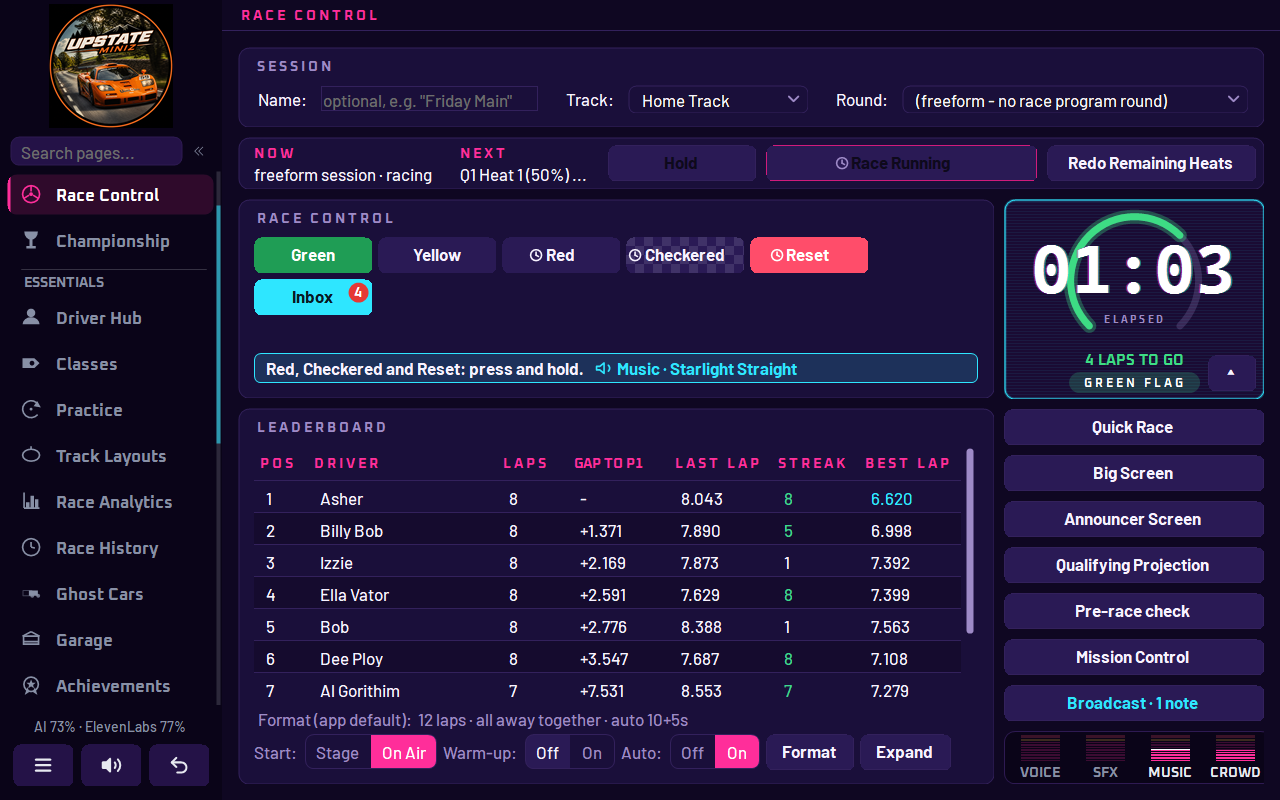 UPSTATE
MINIZ
Search pages...
Race Control
Championship
ESSENTIALS
Driver Hub
Classes
Practice
Track Layouts
Race Analytics
Race History
Ghost Cars
Garage
Achievements
AI 73% · ElevenLabs 77%
RACE CONTROL
SESSION
Name: optional, e.g. "Friday Main" Track: Home Track Round: (freeform - no race program round)
NOW NEXT
freeform session · racing Q1 Heat 1 (50%) ... Hold Race Running Redo Remaining Heats
RACE CONTROL
Green Yellow Red Checkered Reset
Inbox 4
Red, Checkered and Reset: press and hold. Music · Starlight Straight
01:03
ELAPSED
4 LAPS TO GO
GREEN FLAG
LEADERBOARD
POS DRIVER LAPS GAP TO P1 LAST LAP STREAK BEST LAP
1 Asher 8 - 8.043 8 6.620
2 Billy Bob 8 +1.371 7.890 5 6.998
3 Izzie 8 +2.169 7.873 1 7.392
4 Ella Vator 8 +2.591 7.629 8 7.399
5 Bob 8 +2.776 8.388 1 7.563
6 Dee Ploy 8 +3.547 7.687 8 7.108
7 Al Gorithim 7 +7.531 8.553 7 7.279
Format (app default): 12 laps · all away together · auto 10+5s
Start: Stage On Air Warm-up: Off On Auto: Off On Format Expand
Quick Race
Big Screen
Announcer Screen
Qualifying Projection
Pre-race check
Mission Control
Broadcast · 1 note
VOICE SFX MUSIC CROWD